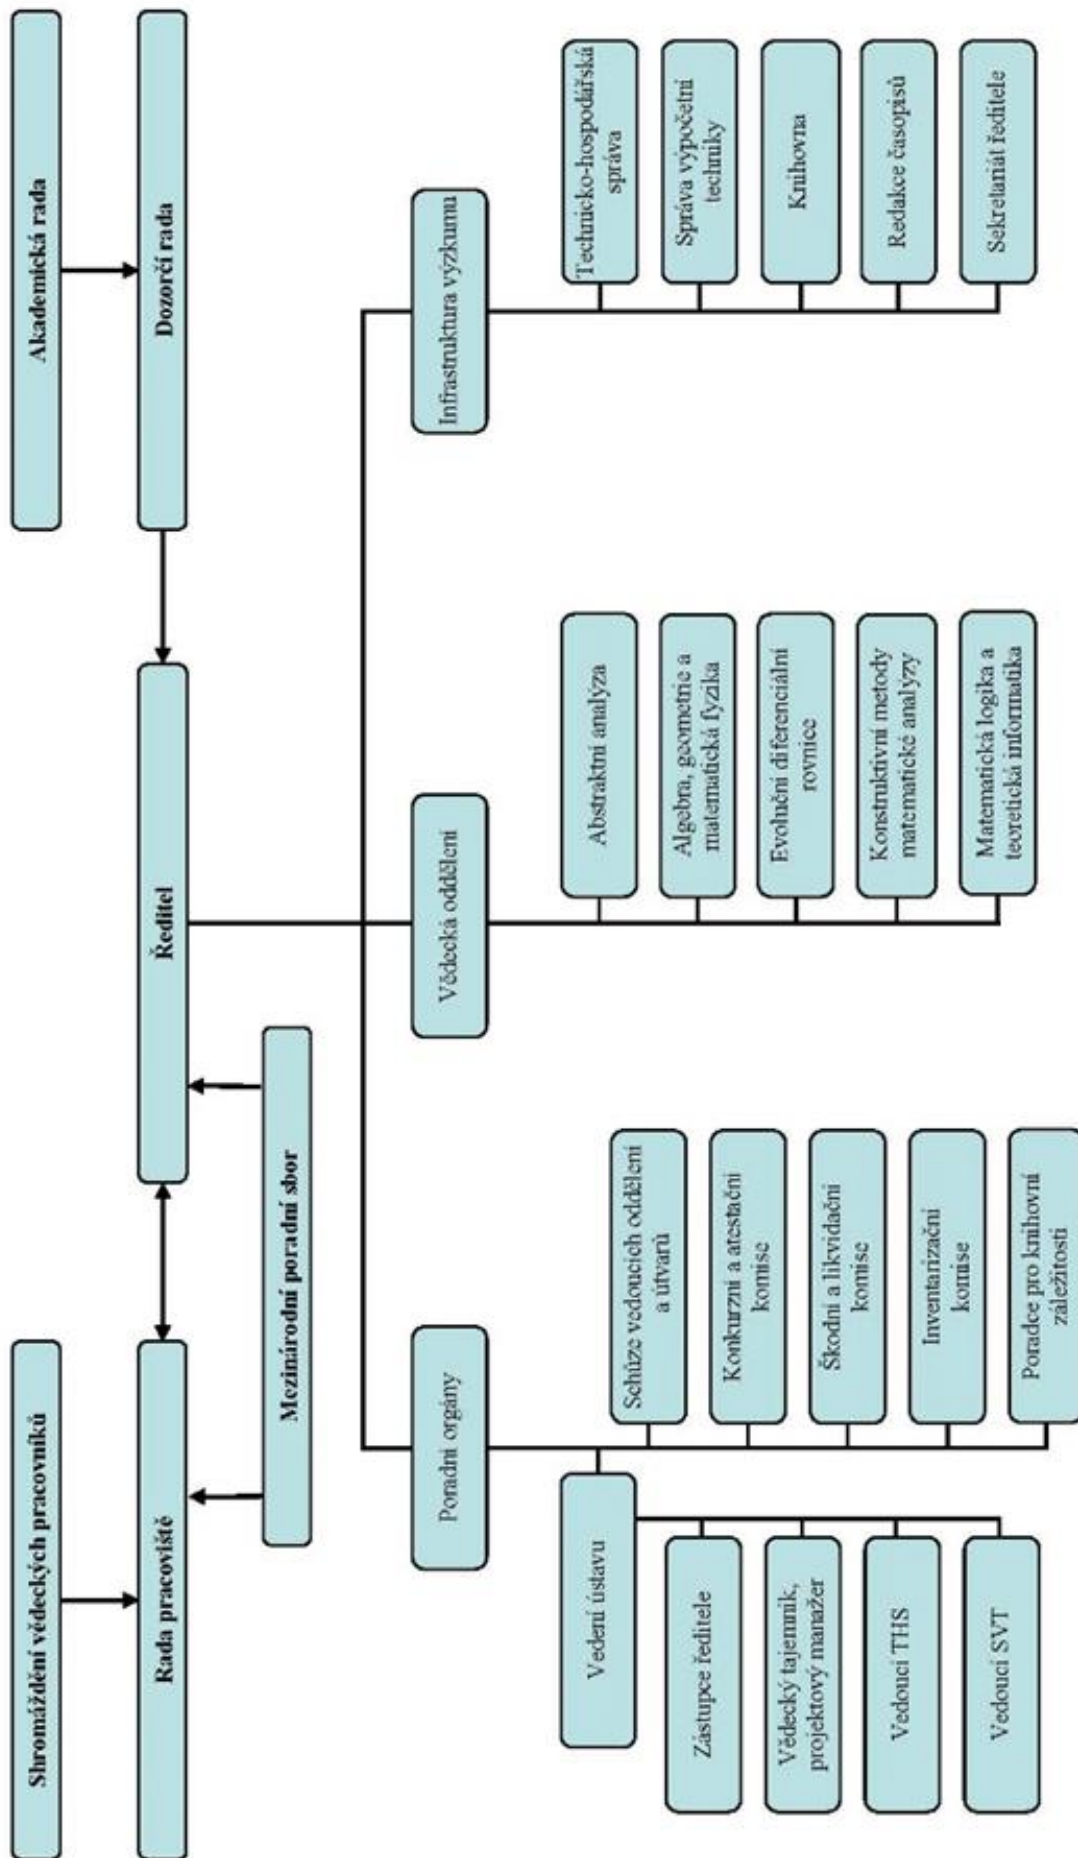 Shromáždění vědeckých pracovníků
Akademická rada
Rada pracoviště
Ředitel
Dozorčí rada
Mezinárodní poradní sbor
Poradní orgány
Vědecká oddělení
Infrastruktura výzkumu
Vedení ústavu
Zástupce ředitele
Vědecký tajemník,
projektový manažer
Vedoucí THS
Vedoucí SVT
Schůze vedoucích oddělení
a útvarů
Konkurzní a atestační
komise
Škodní a likvidační
komise
Inventarizační
komise
Poradce pro knihovní
záležitosti
Abstraktní analýza
Algebra, geometrie a
matematická fyzika
Evoluční diferenciální
rovnice
Konstruktivní metody
matematické analýzy
Matematická logika a
teoretická informatika
Technicko-hospodářská
správa
Správa výpočetní
techniky
Knihovna
Redakce časopisů
Sekretariát ředitele